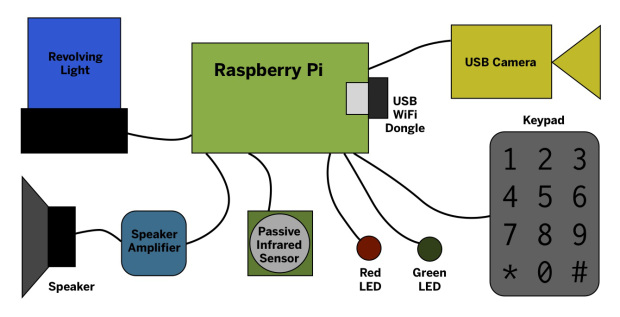 Revolving
Light
Raspberry Pi
USB Camera
USB
WiFi
Dongle
Keypad
1 2 3
4 5 6
7 8 9
* 0 #
Speaker
Amplifier
Speaker
Passive
Infrared
Sensor
Red
LED
Green
LED